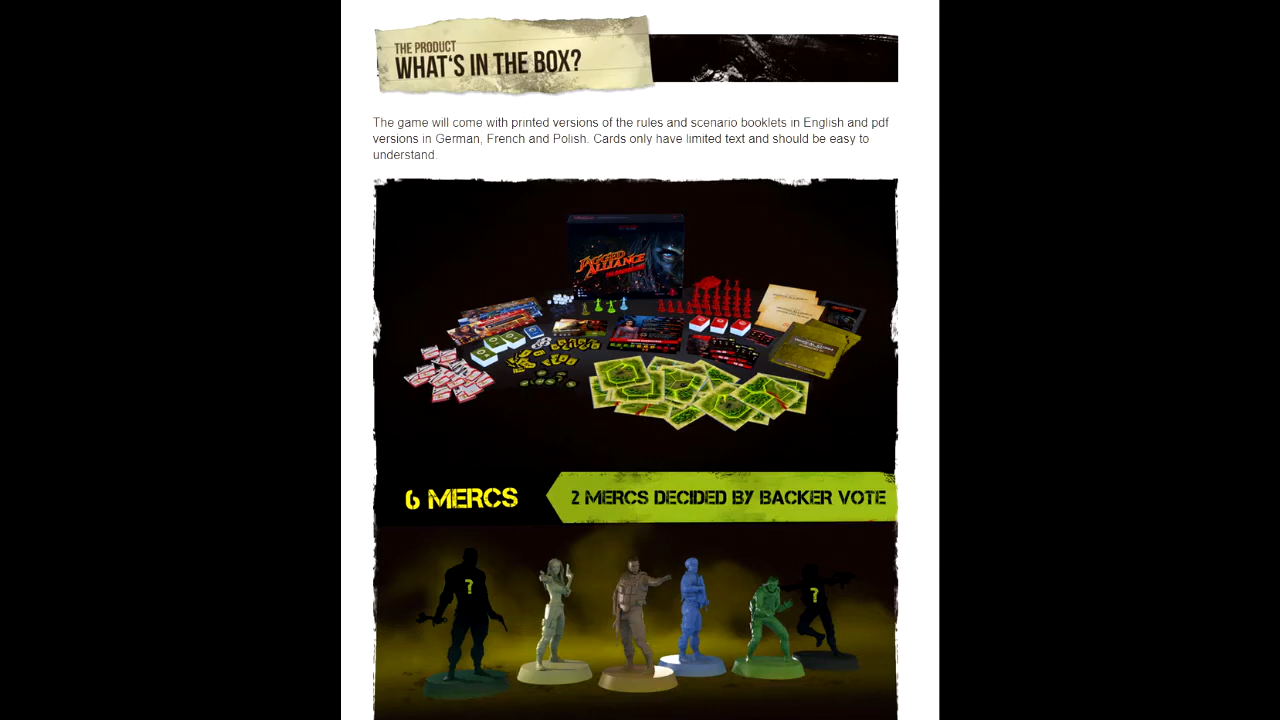 THE PRODUCT
WHAT'S IN THE BOX?
The game will come with printed versions of the rules and scenario booklets in English and pdf
versions in German, French and Polish. Cards only have limited text and should be easy to
understand.
JAGGED
ALLIANCE
6 MERCS
2 MERCS DECIDED BY BACKER VOTE
?
?